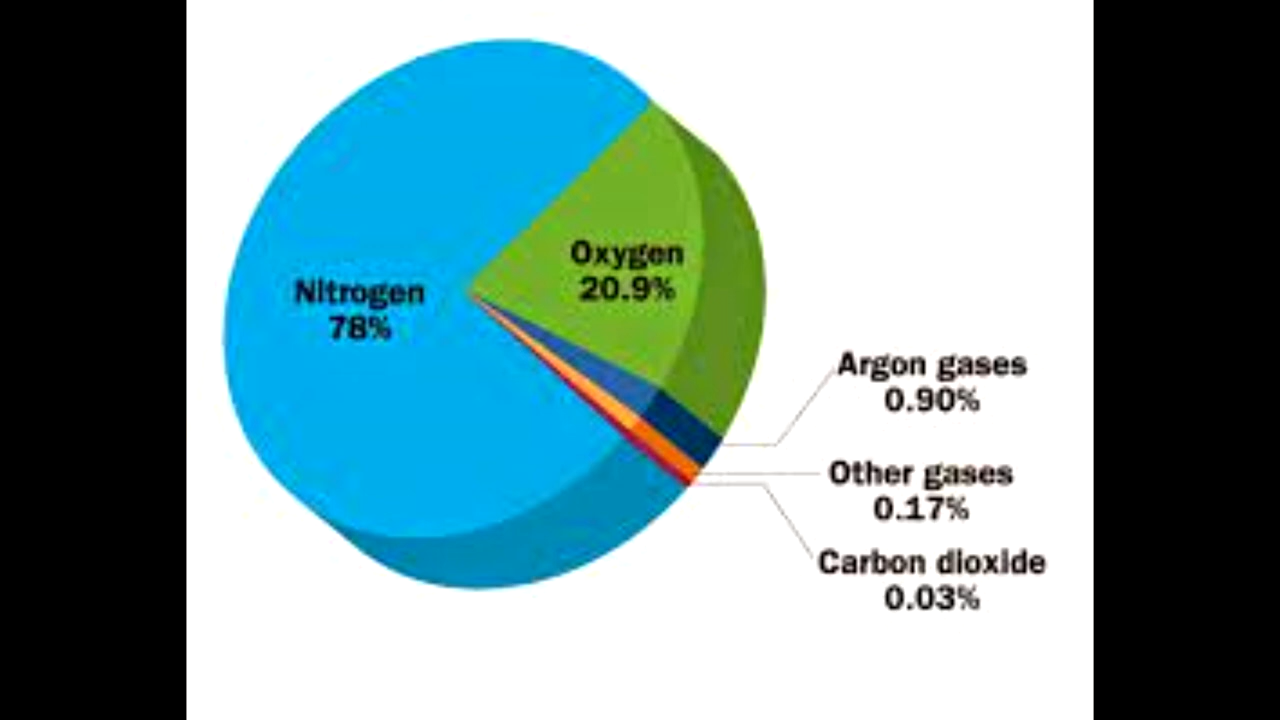 Nitrogen
78%
Oxygen
20.9%
Argon gases
0.90%
Other gases
0.17%
Carbon dioxide
0.03%